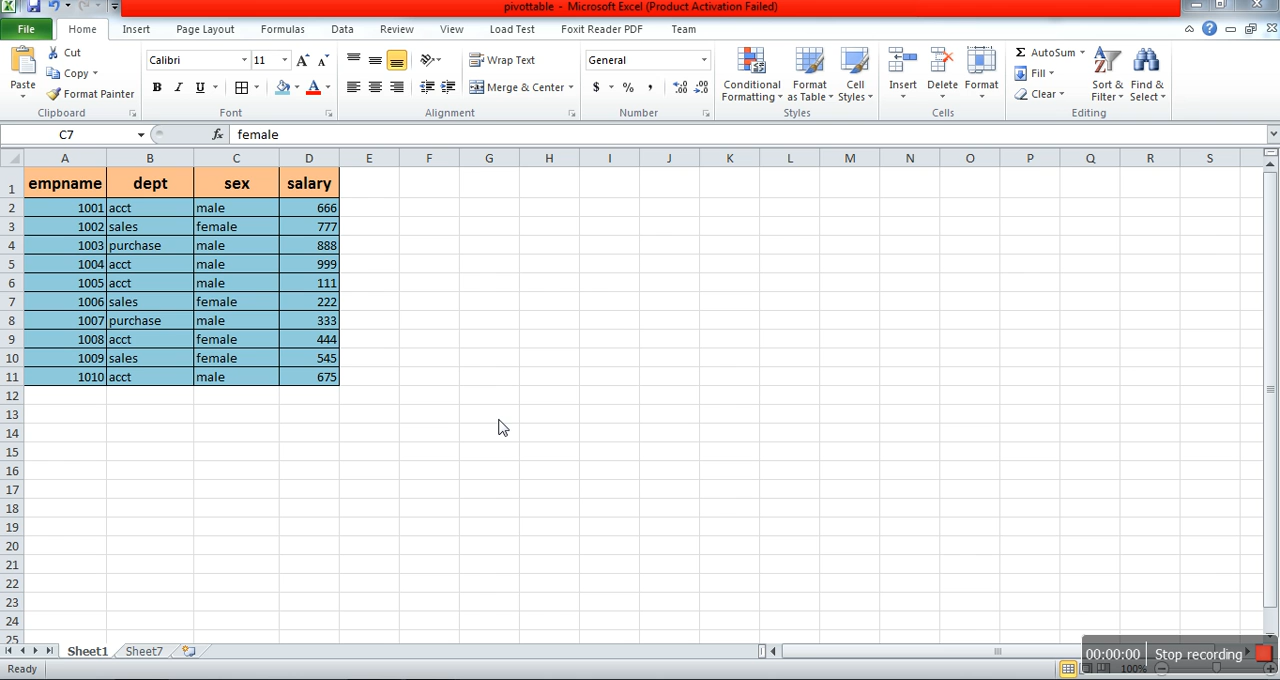 pivottable - Microsoft Excel (Product Activation Failed)
File Home Insert Page Layout Formulas Data Review View Load Test Foxit Reader PDF Team
Paste Cut Copy Format Painter Clipboard
Calibri 11 B I U A Font
Wrap Text Merge & Center Alignment
General $ % , Number
Conditional Formatting Format as Table Cell Styles Styles
Insert Delete Format Cells
Σ AutoSum Fill Clear Sort & Filter Find & Select Editing
C7 fx female
A B C D E F G H I J K L M N O P Q R S
1 empname dept sex salary
2 1001 acct male 666
3 1002 sales female 777
4 1003 purchase male 888
5 1004 acct male 999
6 1005 acct male 111
7 1006 sales female 222
8 1007 purchase male 333
9 1008 acct female 444
10 1009 sales female 545
11 1010 acct male 675
12
13
14
15
16
17
18
19
20
21
22
23
24
25
Sheet1 Sheet7
00:00:00 Stop recording
Ready 100%